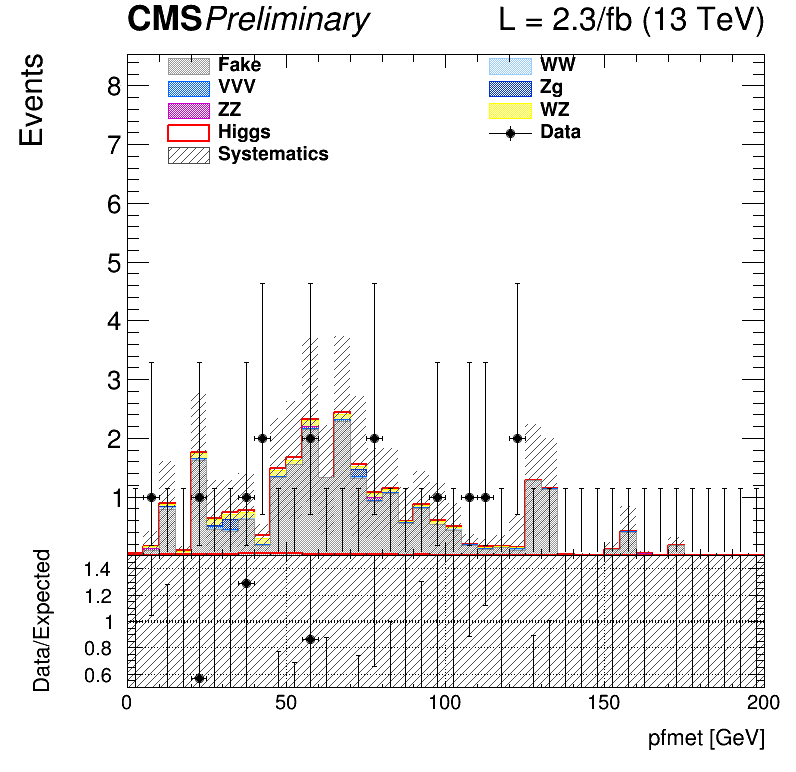 CMS Preliminary L = 2.3/fb (13 TeV)
Events
Fake WW
VVV Zg
ZZ WZ
Higgs Data
Systematics
8
7
6
5
4
3
2
1
Data/Expected
1.4
1.2
1
0.8
0.6
0 50 100 150 200
pfmet [GeV]